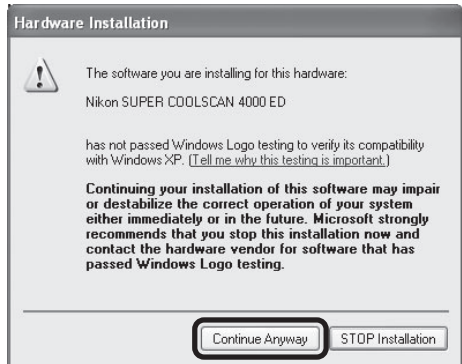 Hardware Installation
The software you are installing for this hardware:
Nikon SUPER COOLSCAN 4000 ED
has not passed Windows Logo testing to verify its compatibility
with Windows XP. (Tell me why this testing is important.)
Continuing your installation of this software may impair
or destabilize the correct operation of your system
either immediately or in the future. Microsoft strongly
recommends that you stop this installation now and
contact the hardware vendor for software that has
passed Windows Logo testing.
Continue Anyway STOP Installation